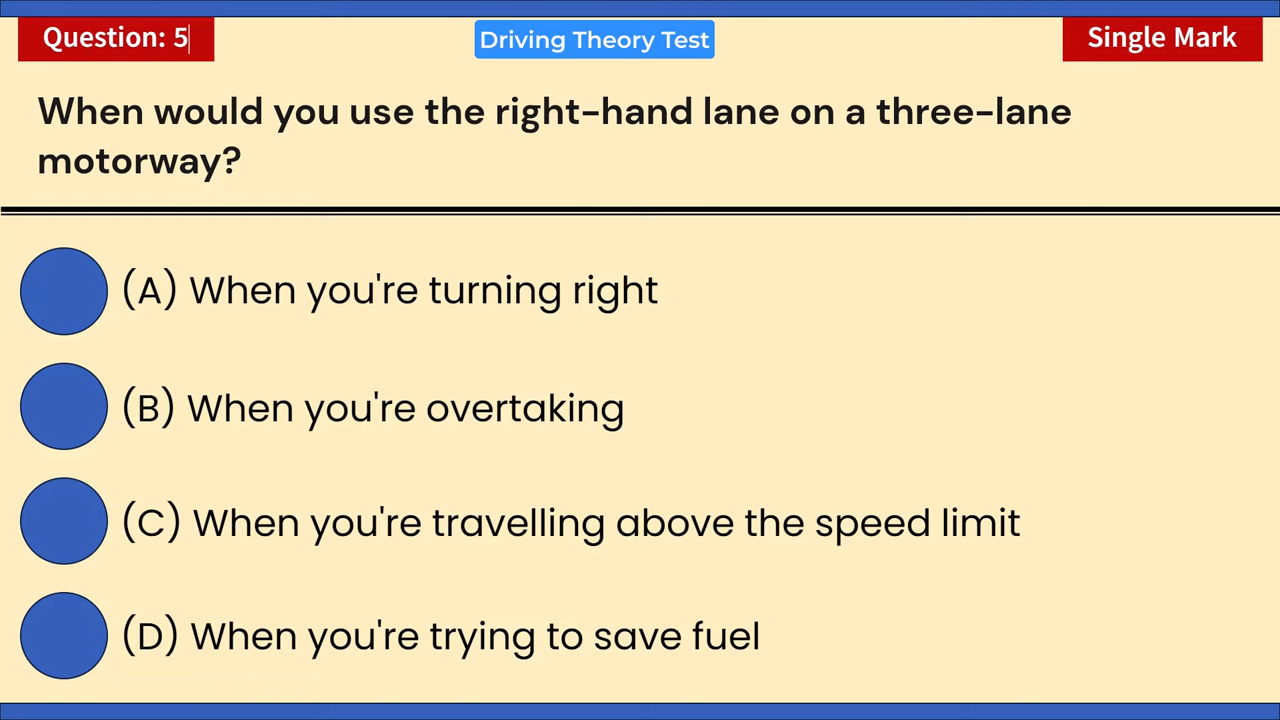 Question: 5
Driving Theory Test
Single Mark
When would you use the right-hand lane on a three-lane
motorway?
(A) When you're turning right
(B) When you're overtaking
(C) When you're travelling above the speed limit
(D) When you're trying to save fuel